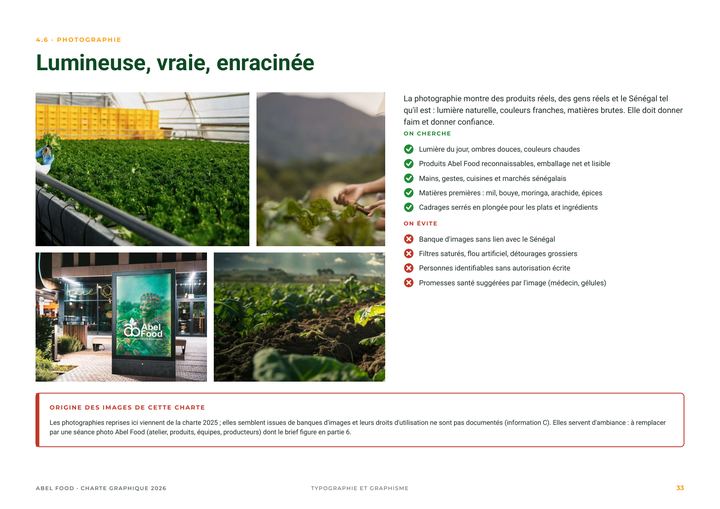 4.6 · PHOTOGRAPHIE
Lumineuse, vraie, enracinée
La photographie montre des produits réels, des gens réels et le Sénégal tel
qu'il est : lumière naturelle, couleurs franches, matières brutes. Elle doit donner
faim et donner confiance.
ON CHERCHE
Lumière du jour, ombres douces, couleurs chaudes
Produits Abel Food reconnaissables, emballage net et lisible
Mains, gestes, cuisines et marchés sénégalais
Matières premières : mil, bouye, moringa, arachide, épices
Cadrages serrés en plongée pour les plats et ingrédients
ON ÉVITE
Banque d'images sans lien avec le Sénégal
Filtres saturés, flou artificiel, détourages grossiers
Personnes identifiables sans autorisation écrite
Promesses santé suggérées par l'image (médecin, gélules)
Abel
Food
ORIGINE DES IMAGES DE CETTE CHARTE
Les photographies reprises ici viennent de la charte 2025 ; elles semblent issues de banques d'images et leurs droits d'utilisation ne sont pas documentés (information C). Elles servent d'ambiance : à remplacer
par une séance photo Abel Food (atelier, produits, équipes, producteurs) dont le brief figure en partie 6.
ABEL FOOD · CHARTE GRAPHIQUE 2026
TYPOGRAPHIE ET GRAPHISME
33